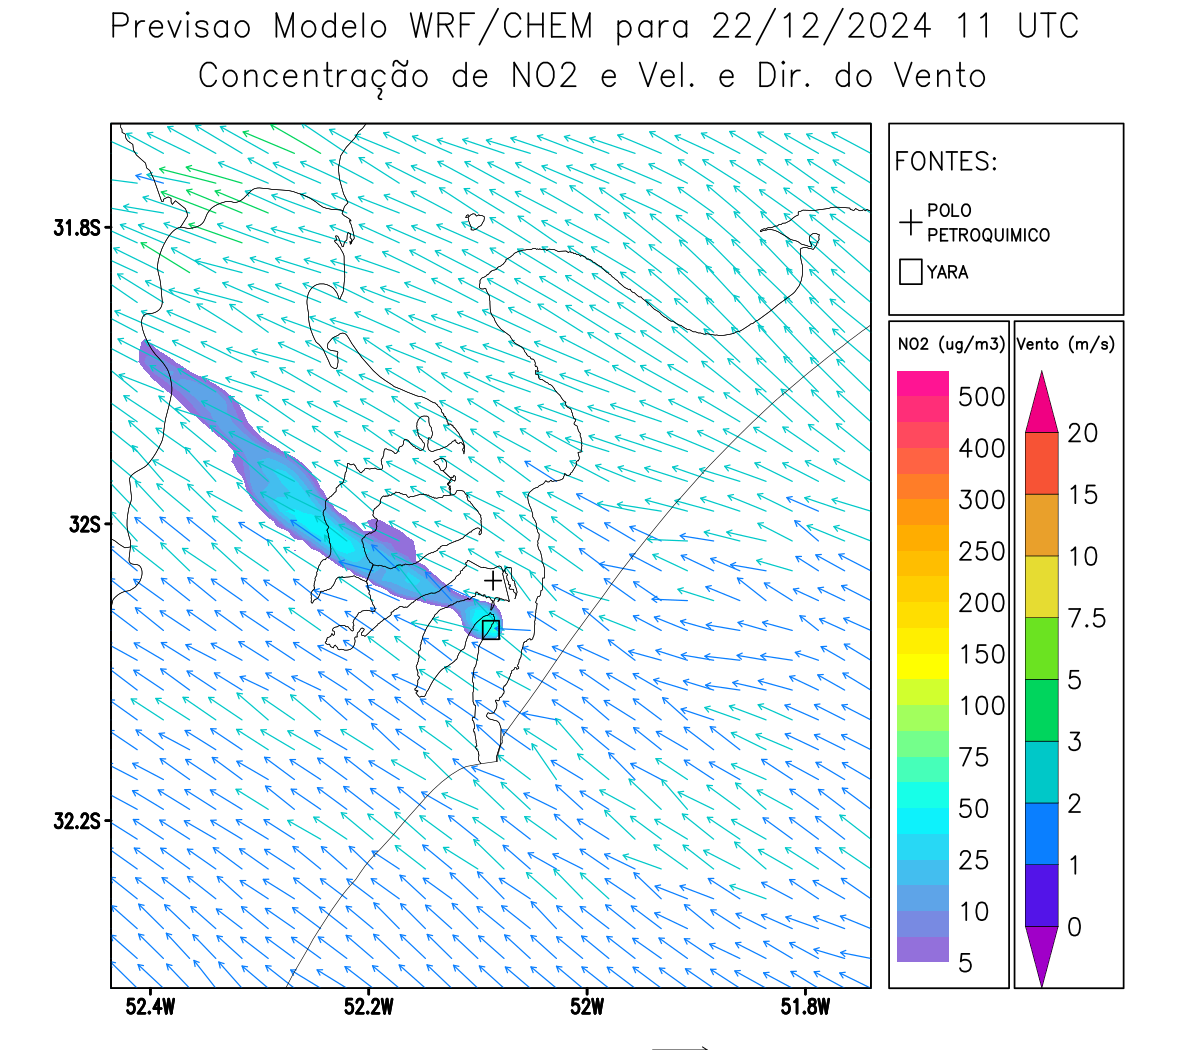 Previsao Modelo WRF/CHEM para 22/12/2024 11 UTC
Concentração de NO2 e Vel. e Dir. do Vento
FONTES:
POLO
PETROQUIMICO
YARA
NO2 (ug/m3)
500
400
300
250
200
150
100
75
50
25
10
5
Vento (m/s)
20
15
10
7.5
5
3
2
1
0
31.8S
32S
32.2S
52.4W
52.2W
52W
51.8W